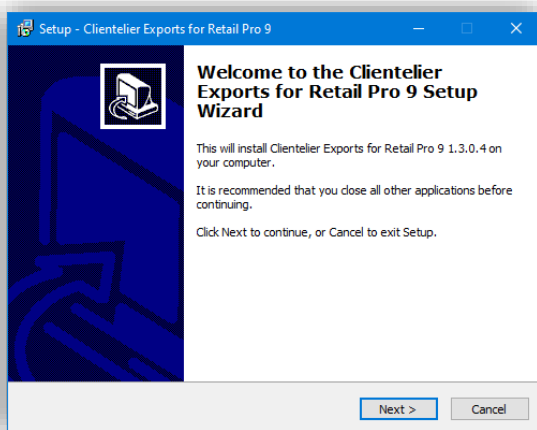 Setup - Clientelier Exports for Retail Pro 9
Welcome to the Clientelier
Exports for Retail Pro 9 Setup
Wizard
This will install Clientelier Exports for Retail Pro 9 1.3.0.4 on
your computer.
It is recommended that you close all other applications before
continuing.
Click Next to continue, or Cancel to exit Setup.
Next > Cancel